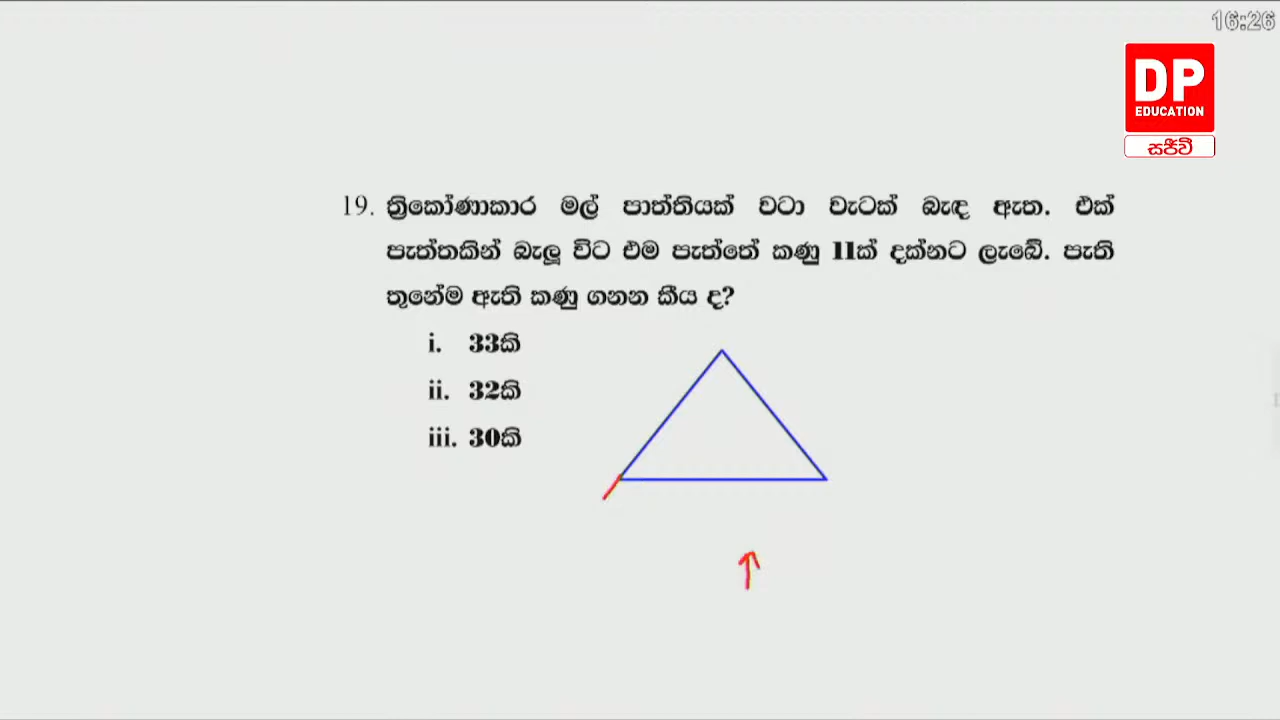 16:26
DP
EDUCATION
සජීවී
19. ත්‍රිකෝණාකාර මල් පාත්තියක් වටා වැටක් බැඳ ඇත. එක්
පැත්තකින් බැලූ විට එම පැත්තේ කණු 11ක් දක්නට ලැබේ. පැති
තුනේම ඇති කණු ගනන කීය ද?
i. 33කි
ii. 32කි
iii. 30කි